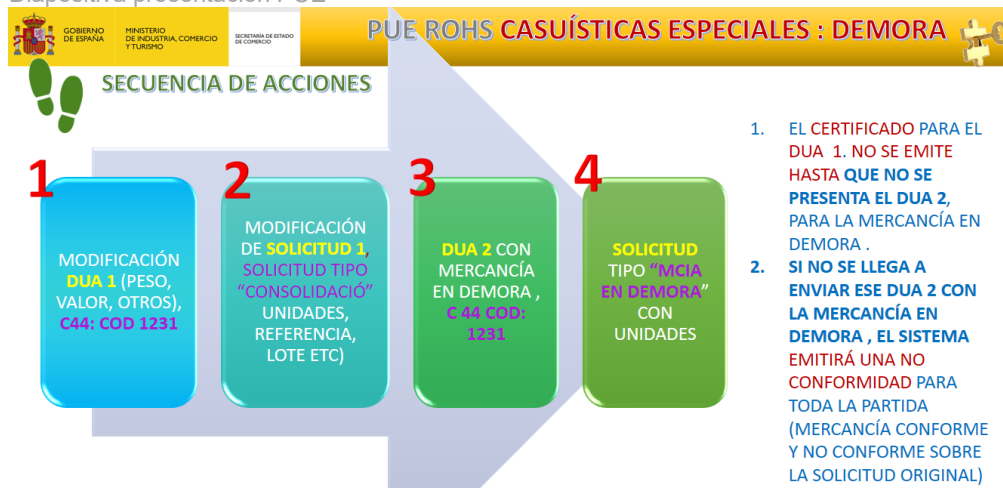 Diapositiva presentación PUE
GOBIERNO
DE ESPAÑA
MINISTERIO
DE INDUSTRIA, COMERCIO
Y TURISMO
SECRETARÍA DE ESTADO
DE COMERCIO
PUE ROHS CASUÍSTICAS ESPECIALES : DEMORA
SECUENCIA DE ACCIONES
1
MODIFICACIÓN
DUA 1 (PESO,
VALOR, OTROS),
C44: COD 1231
2
MODIFICACIÓN
DE SOLICITUD 1,
SOLICITUD TIPO
“CONSOLIDACIÓ”
UNIDADES,
REFERENCIA,
LOTE ETC)
3
DUA 2 CON
MERCANCÍA
EN DEMORA ,
C 44 COD:
1231
4
SOLICITUD
TIPO “MCIA
EN DEMORA”
CON
UNIDADES
1. EL CERTIFICADO PARA EL
DUA 1. NO SE EMITE
HASTA QUE NO SE
PRESENTA EL DUA 2,
PARA LA MERCANCÍA EN
DEMORA .
2. SI NO SE LLEGA A
ENVIAR ESE DUA 2 CON
LA MERCANCÍA EN
DEMORA , EL SISTEMA
EMITIRÁ UNA NO
CONFORMIDAD PARA
TODA LA PARTIDA
(MERCANCÍA CONFORME
Y NO CONFORME SOBRE
LA SOLICITUD ORIGINAL)